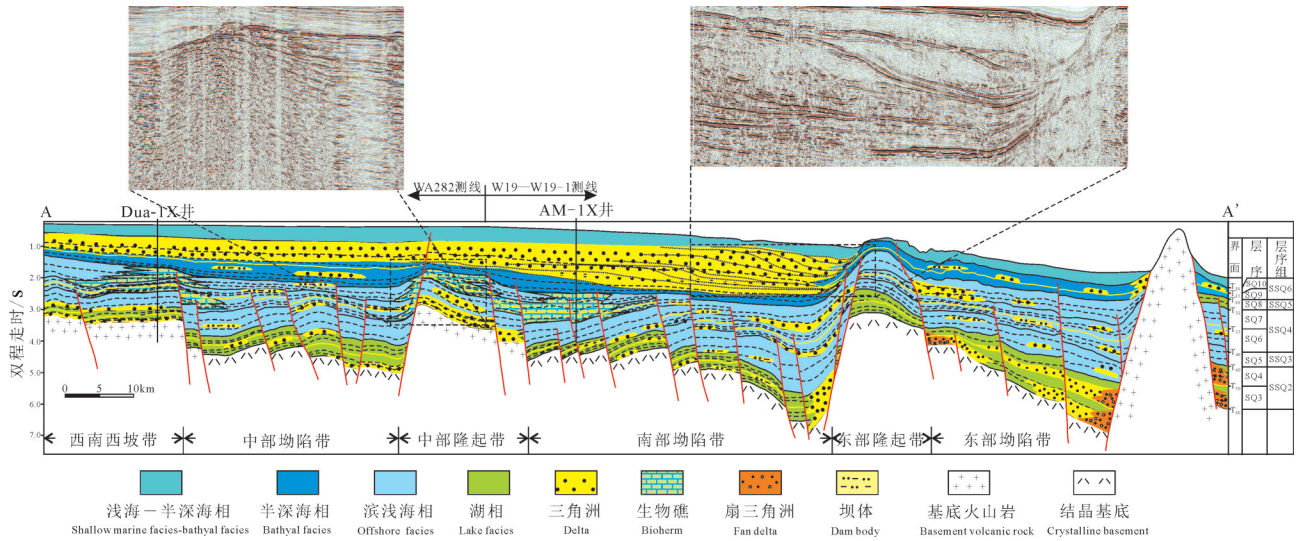 WA282测线 W19—W19-1测线
A Dua-1X井 AM-1X井 A'
界面 层序 层序组
双程走时/s
1.0
2.0
3.0
4.0
5.0
6.0
7.0
SQ10 SSQ6
SQ9
SQ8 SSQ5
SQ7
SQ6 SSQ4
SQ5 SSQ3
SQ4 SSQ2
SQ3
0 5 10km
西南西坡带 中部坳陷带 中部隆起带 南部坳陷带 东部隆起带 东部坳陷带
浅海－半深海相 半深海相 滨浅海相 湖相 三角洲 生物礁 扇三角洲 坝体 基底火山岩 结晶基底
Shallow marine facies-bathyal facies Bathyal facies Offshore facies Lake facies Delta Bioherm Fan delta Dam body Basement volcanic rock Crystalline basement